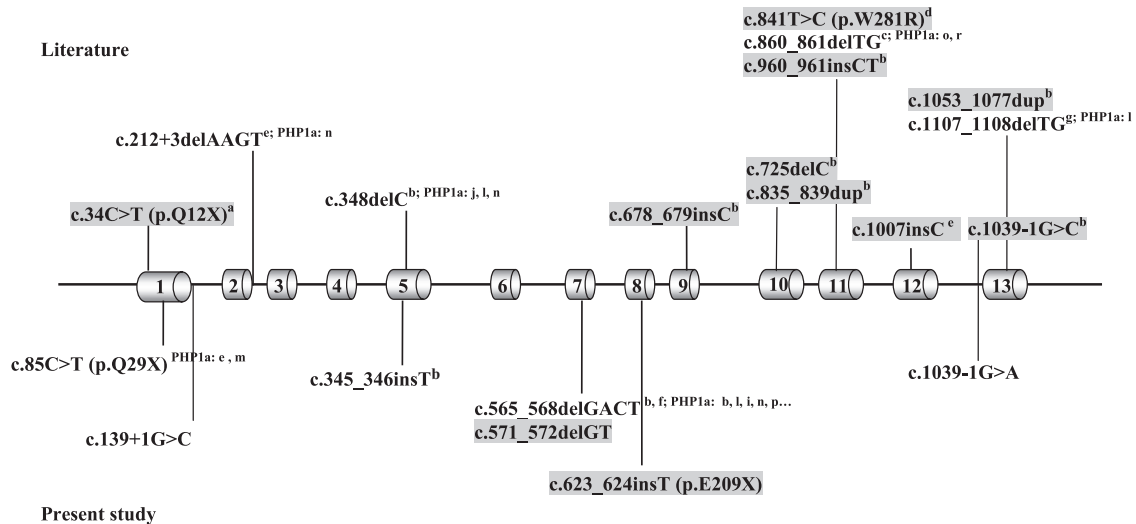 c.841T>C (p.W281R)d
Literature
c.860_861delTGc; PHP1a: o, r
c.960_961insCTb
c.1053_1077dupb
c.212+3delAAGTe; PHP1a: n
c.1107_1108delTGg; PHP1a: l
c.725delCb
c.348delCb; PHP1a: j, l, n
c.835_839dupb
c.34C>T (p.Q12X)a
c.678_679insCb
c.1007insC e
c.1039-1G>Cb
1 2 3 4 5 6 7 8 9 10 11 12 13
c.85C>T (p.Q29X) PHP1a: e , m
c.345_346insTb
c.1039-1G>A
c.565_568delGACT b, f; PHP1a: b, l, i, n, p…
c.571_572delGT
c.139+1G>C
c.623_624insT (p.E209X)
Present study